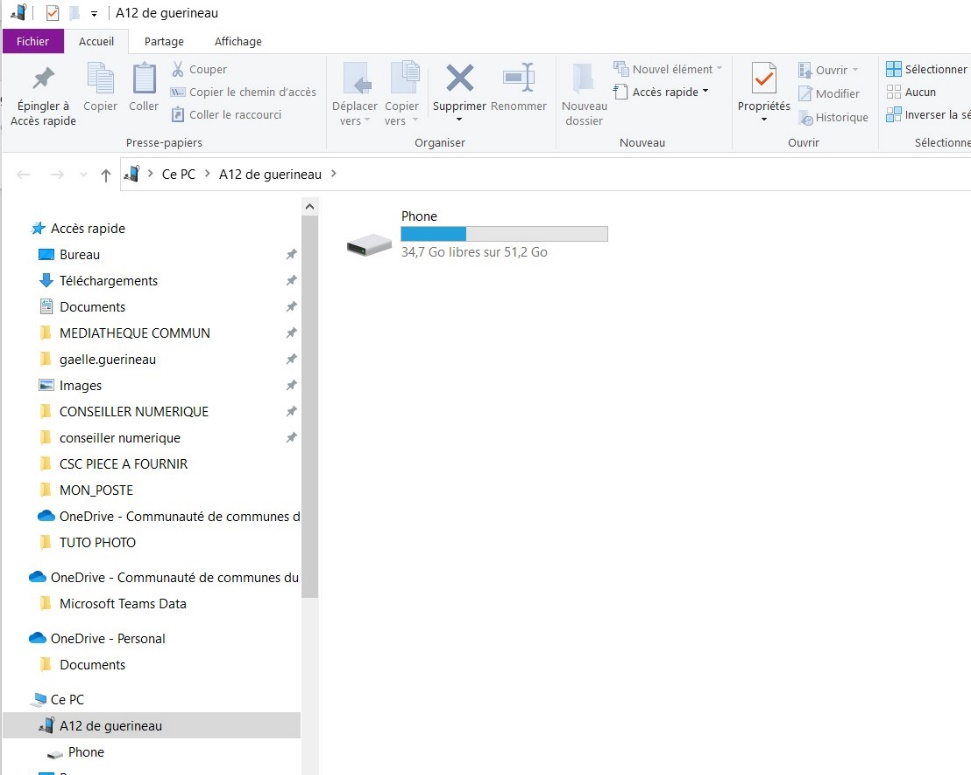 A12 de guerineau
Fichier
Accueil
Partage
Affichage
Épingler à
Accès rapide
Copier
Coller
Couper
Copier le chemin d'accès
Coller le raccourci
Presse-papiers
Déplacer
vers
Copier
vers
Supprimer
Renommer
Organiser
Nouveau
dossier
Nouvel élément
Accès rapide
Nouveau
Propriétés
Ouvrir
Modifier
Historique
Ouvrir
Sélectionner
Aucun
Inverser la sé
Sélectionne
Ce PC
A12 de guerineau
Accès rapide
Bureau
Téléchargements
Documents
MEDIATHEQUE COMMUN
gaelle.guerineau
Images
CONSEILLER NUMERIQUE
conseiller numerique
CSC PIECE A FOURNIR
MON_POSTE
OneDrive - Communauté de communes d
TUTO PHOTO
OneDrive - Communauté de communes du
Microsoft Teams Data
OneDrive - Personal
Documents
Ce PC
A12 de guerineau
Phone
Phone
34,7 Go libres sur 51,2 Go